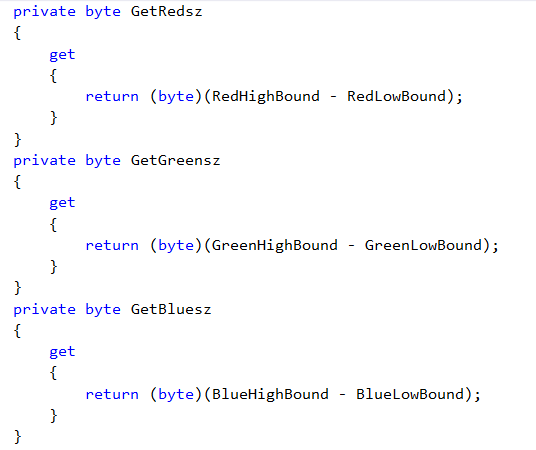 private byte GetRedsz
{
    get
    {
        return (byte)(RedHighBound - RedLowBound);
    }
}
private byte GetGreensz
{
    get
    {
        return (byte)(GreenHighBound - GreenLowBound);
    }
}
private byte GetBluesz
{
    get
    {
        return (byte)(BlueHighBound - BlueLowBound);
    }
}